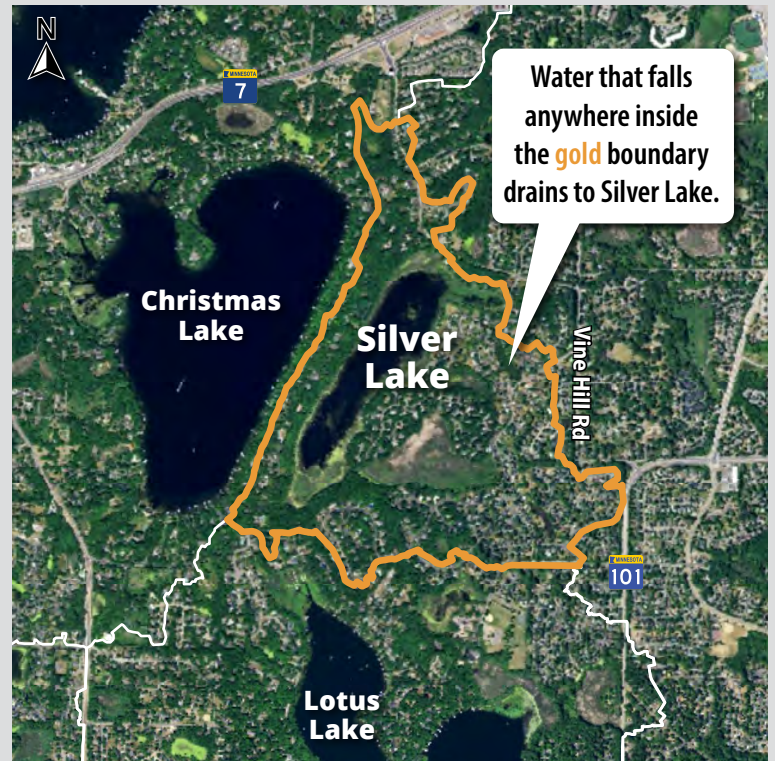 N
MINNESOTA
7
Water that falls
anywhere inside
the gold boundary
drains to Silver Lake.
Christmas
Lake
Silver
Lake
Vine Hill Rd
MINNESOTA
101
Lotus
Lake